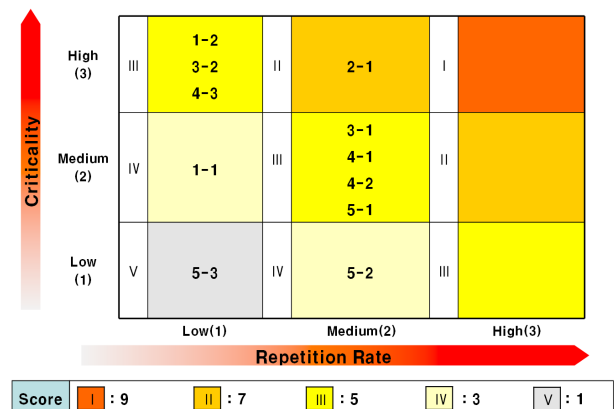 Criticality
High
(3)
III
1-2
3-2
4-3
II
2-1
I
Medium
(2)
IV
1-1
III
3-1
4-1
4-2
5-1
II
Low
(1)
V
5-3
IV
5-2
III
Low(1)
Medium(2)
High(3)
Repetition Rate
Score
I : 9
II : 7
III : 5
IV : 3
V : 1